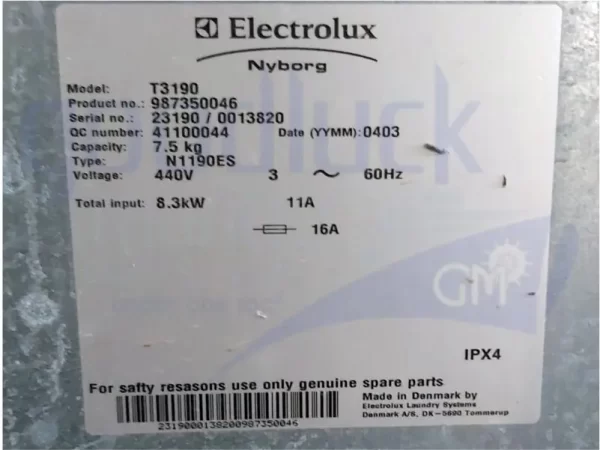 Electrolux
Nyborg
Model: T3190
Product no.: 987350046
Serial no.: 23190 / 0013820
QC number: 41100044 Date (YYMM): 0403
Capacity: 7.5 kg
Type: N1190ES
Voltage: 440V 3 ~ 60Hz
Total input: 8.3kW 11A
16A
GM
IPX4
For safty resasons use only genuine spare parts
Made in Denmark by
Electrolux Laundry Systems
Denmark A/S, DK-5600 Tommerup
2319000138200987350046